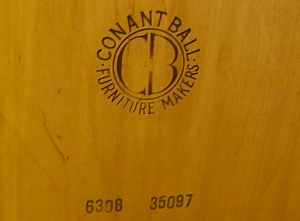 CONANT BALL
CB
FURNITURE MAKERS
6308 35097